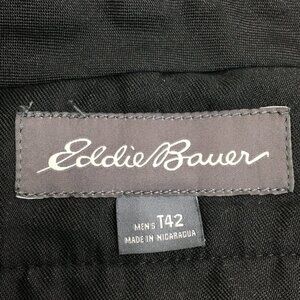 Eddie Bauer
MEN'S T42
MADE IN NICARAGUA